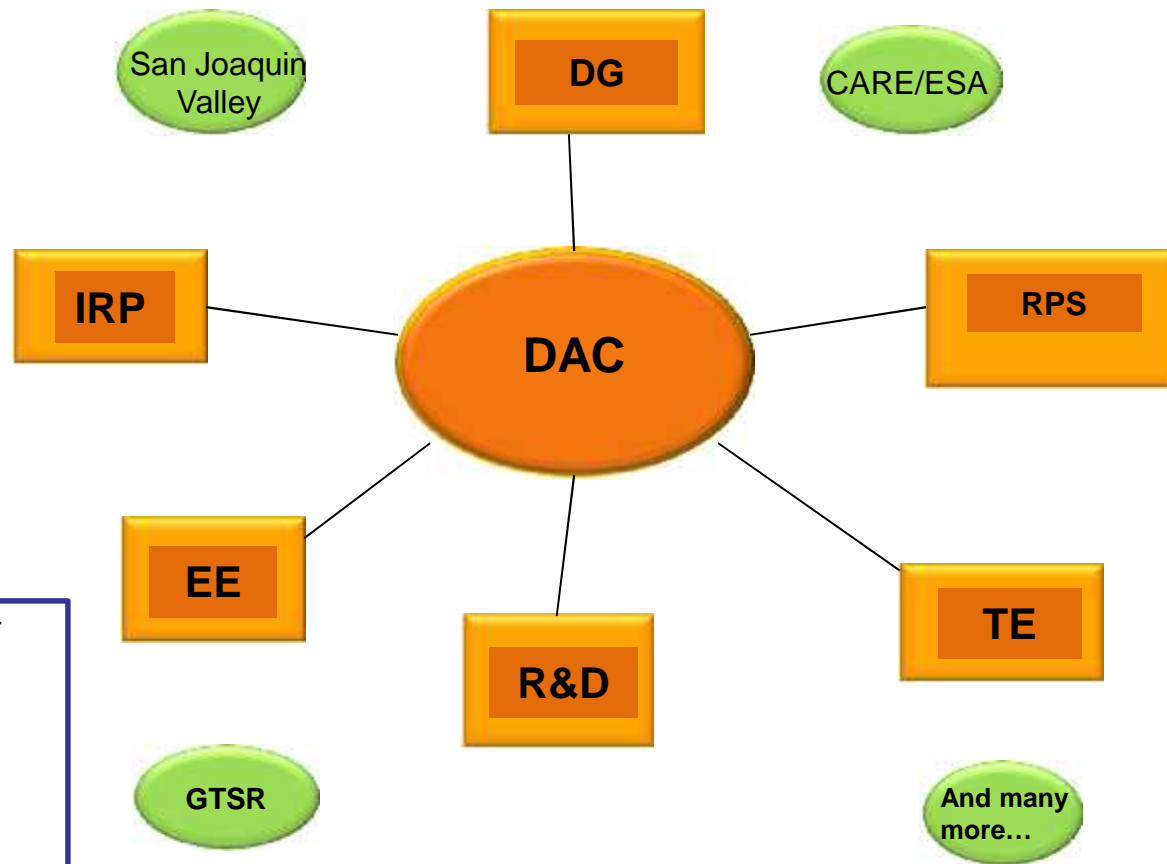 San Joaquin
Valley
DG
CARE/ESA
IRP
RPS
DAC
EE
TE
R&D
GTSR
And many
more…